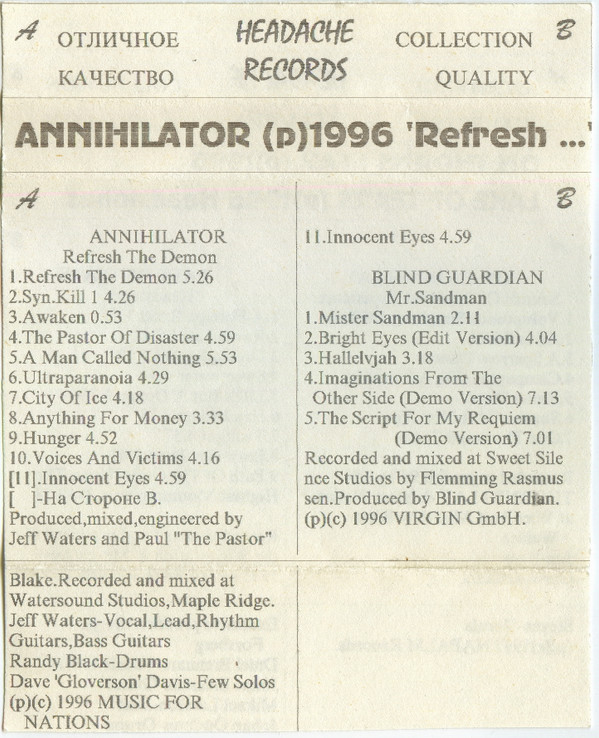 A
ОТЛИЧНОЕ
КАЧЕСТВО
HEADACHE
RECORDS
COLLECTION
QUALITY
B
ANNIHILATOR (p)1996 'Refresh ...'
A
ANNIHILATOR
Refresh The Demon
1.Refresh The Demon 5.26
2.Syn.Kill 1 4.26
3.Awaken 0.53
4.The Pastor Of Disaster 4.59
5.A Man Called Nothing 5.53
6.Ultraparanoia 4.29
7.City Of Ice 4.18
8.Anything For Money 3.33
9.Hunger 4.52
10.Voices And Victims 4.16
[11].Innocent Eyes 4.59
[ ]-На Стороне В.
Produced,mixed,engineered by
Jeff Waters and Paul "The Pastor"
Blake.Recorded and mixed at
Watersound Studios,Maple Ridge.
Jeff Waters-Vocal,Lead,Rhythm
Guitars,Bass Guitars
Randy Black-Drums
Dave 'Gloverson' Davis-Few Solos
(p)(c) 1996 MUSIC FOR
NATIONS
B
11.Innocent Eyes 4.59
BLIND GUARDIAN
Mr.Sandman
1.Mister Sandman 2.11
2.Bright Eyes (Edit Version) 4.04
3.Hallelvjah 3.18
4.Imaginations From The
Other Side (Demo Version) 7.13
5.The Script For My Requiem
(Demo Version) 7.01
Recorded and mixed at Sweet Sile
nce Studios by Flemming Rasmus
sen.Produced by Blind Guardian.
(p)(c) 1996 VIRGIN GmbH.